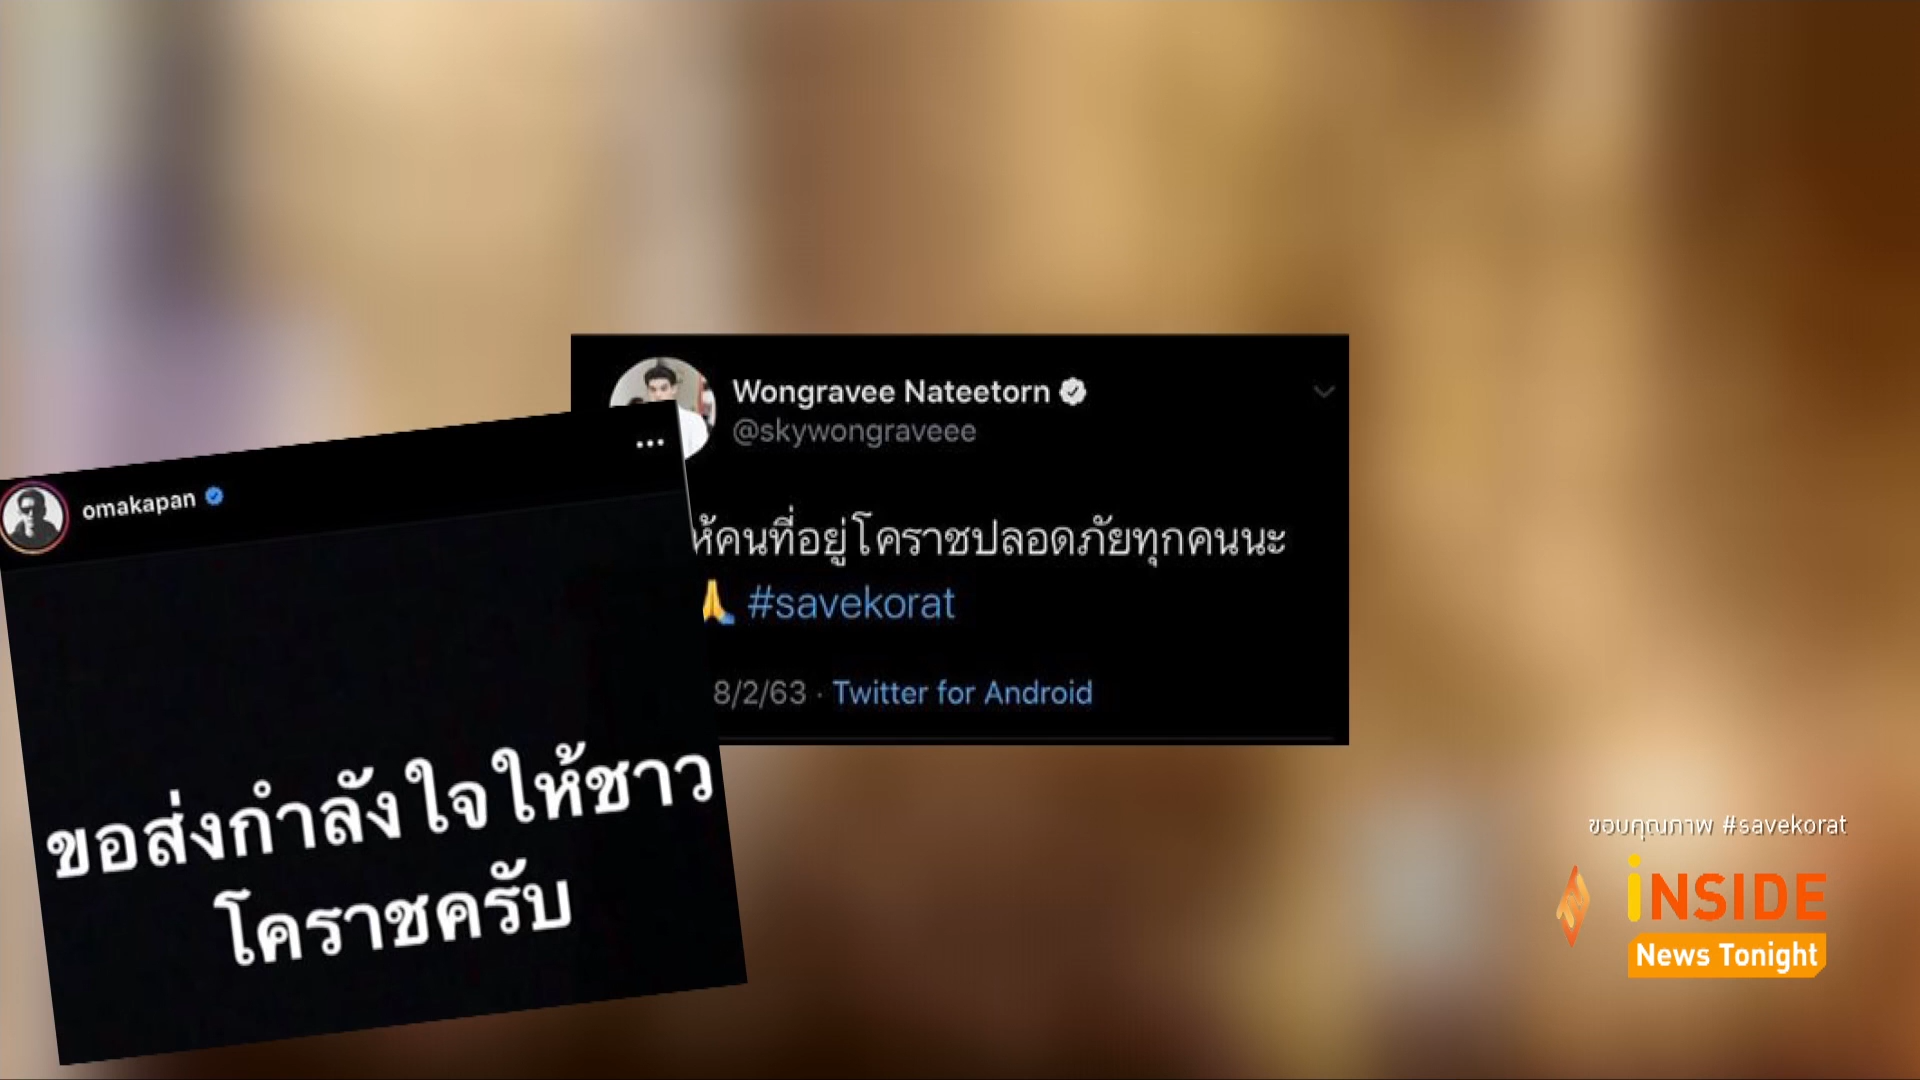 Wongravee Nateetorn
@skywongraveee
ห้คนที่อยู่โคราชปลอดภัยทุกคนนะ
🙏 #savekorat
8/2/63 · Twitter for Android
omakapan
ขอส่งกำลังใจให้ชาว
โคราชครับ
ขอบคุณภาพ #savekorat
iNSIDE
News Tonight